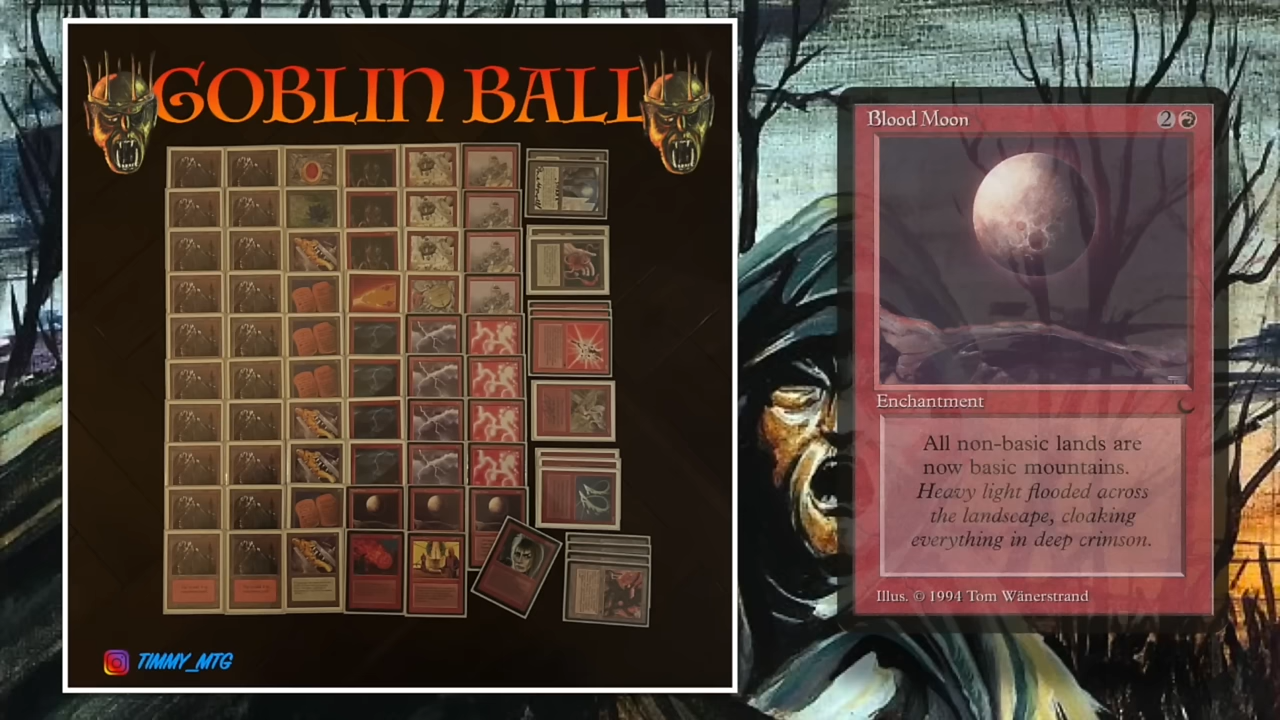 GOBLIN BALL
TIMMY_MTG
Blood Moon
2
Enchantment
All non-basic lands are
now basic mountains.
Heavy light flooded across
the landscape, cloaking
everything in deep crimson.
Illus. © 1994 Tom Wänerstrand